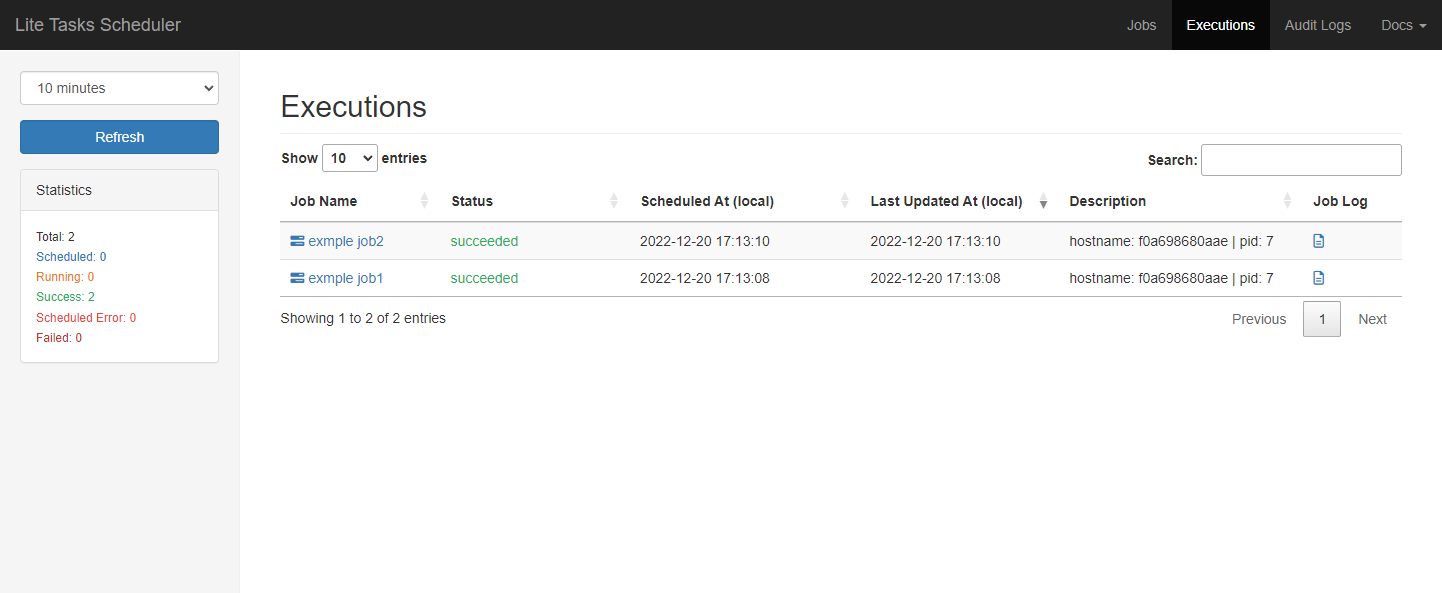 Lite Tasks Scheduler Jobs Executions Audit Logs Docs
10 minutes
Refresh
Statistics
Total: 2
Scheduled: 0
Running: 0
Success: 2
Scheduled Error: 0
Failed: 0
Executions
Show 10 entries Search:
Job Name Status Scheduled At (local) Last Updated At (local) Description Job Log
exmple job2 succeeded 2022-12-20 17:13:10 2022-12-20 17:13:10 hostname: f0a698680aae | pid: 7
exmple job1 succeeded 2022-12-20 17:13:08 2022-12-20 17:13:08 hostname: f0a698680aae | pid: 7
Showing 1 to 2 of 2 entries Previous 1 Next